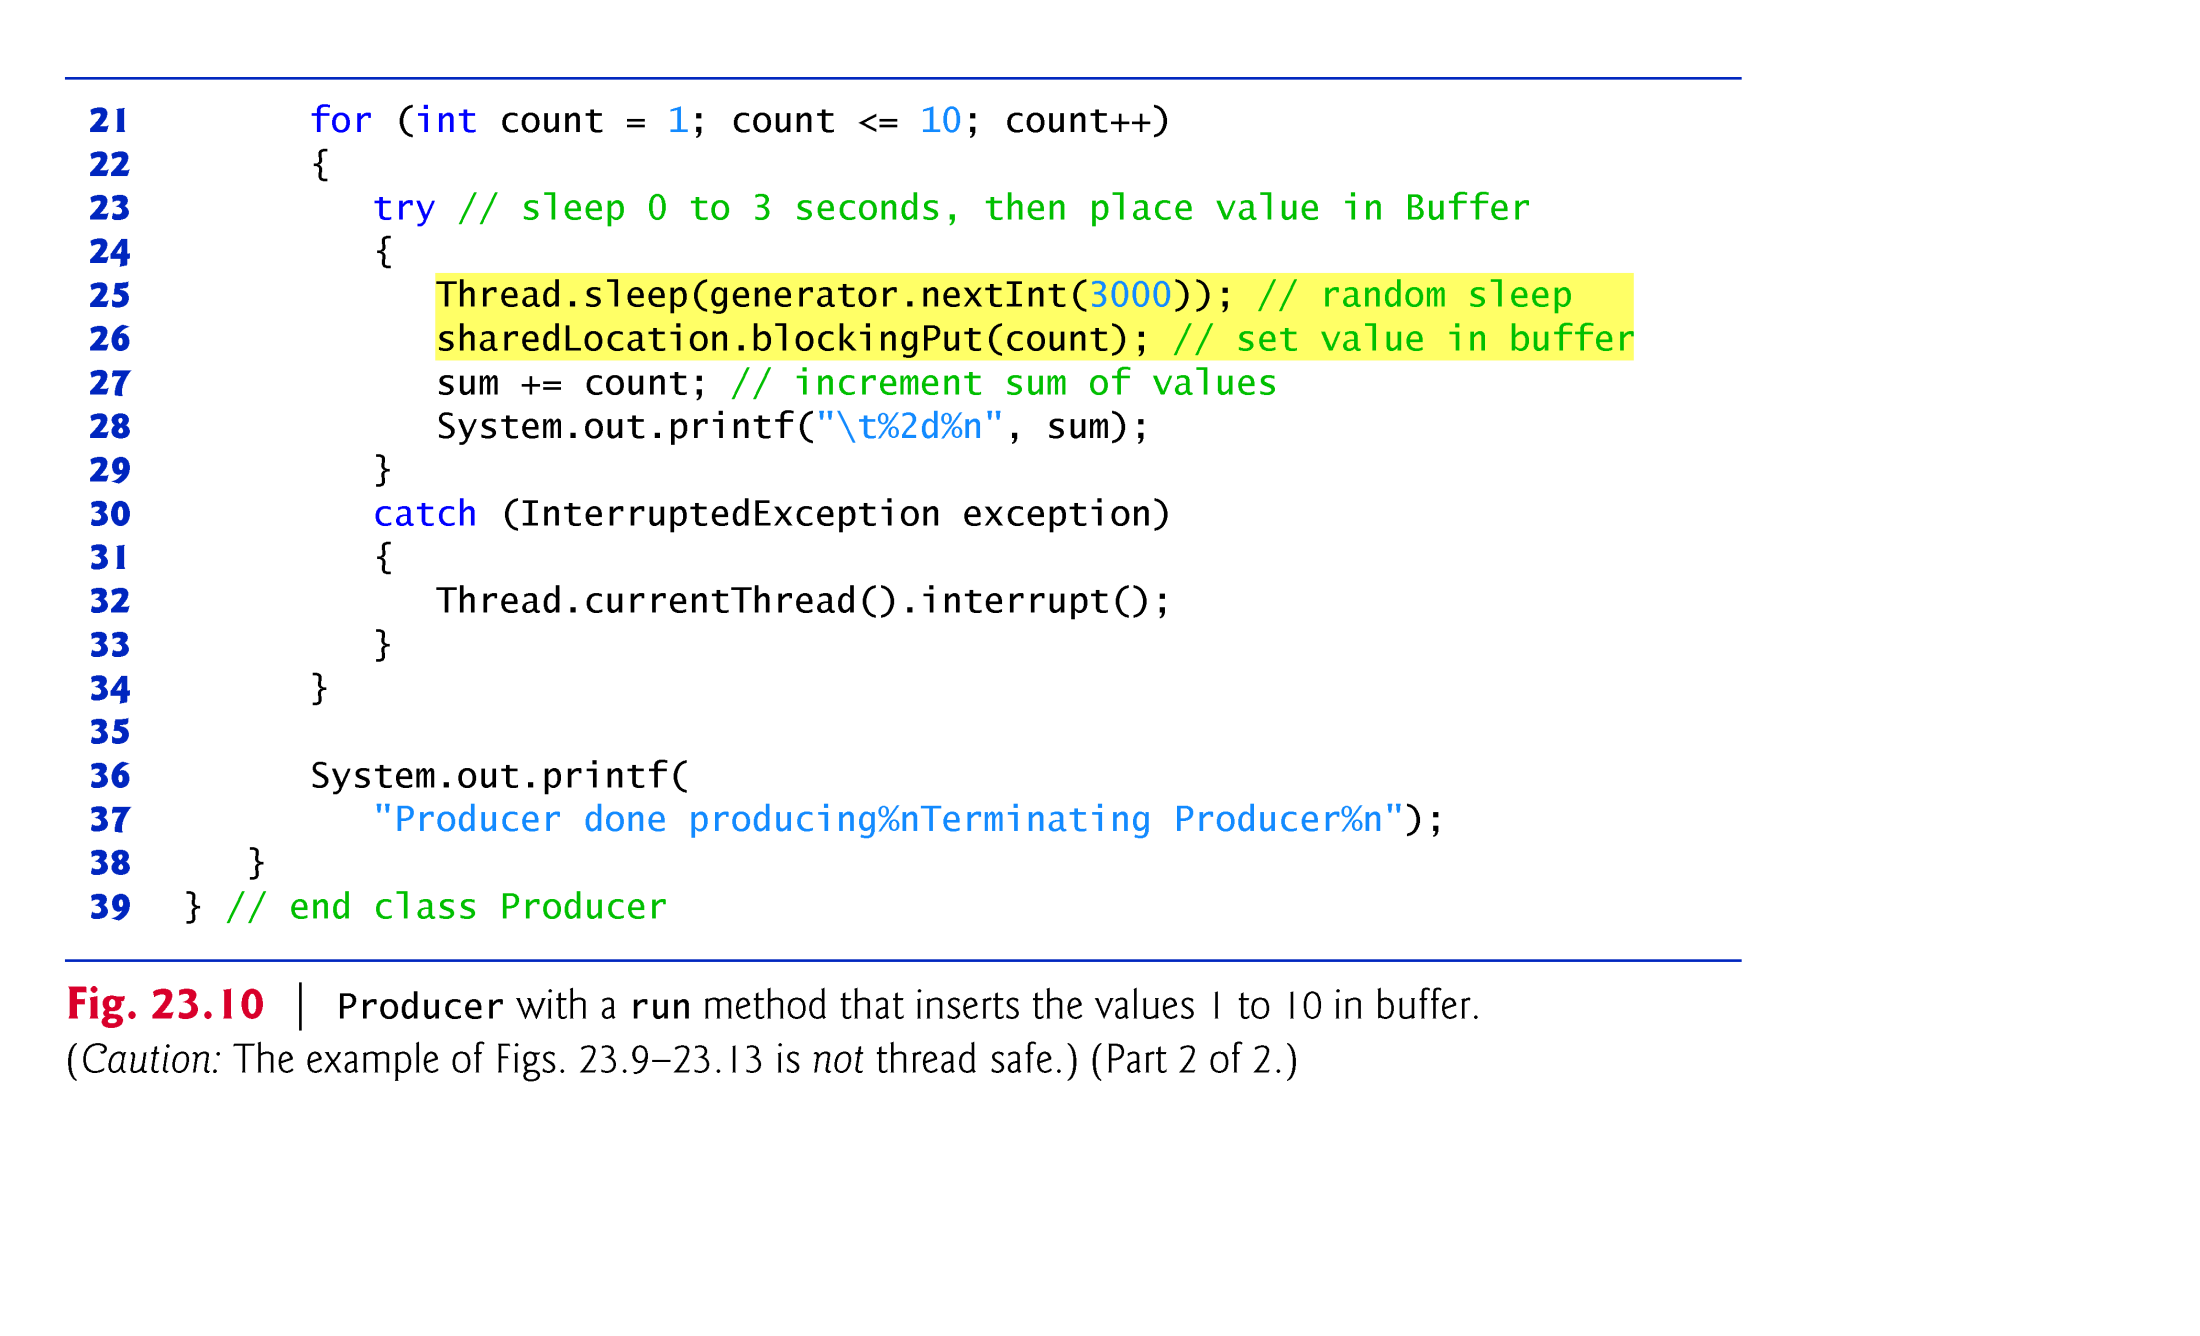 21 for (int count = 1; count <= 10; count++)
22 {
23 try // sleep 0 to 3 seconds, then place value in Buffer
24 {
25 Thread.sleep(generator.nextInt(3000)); // random sleep
26 sharedLocation.blockingPut(count); // set value in buffer
27 sum += count; // increment sum of values
28 System.out.printf("\t%2d%n", sum);
29 }
30 catch (InterruptedException exception)
31 {
32 Thread.currentThread().interrupt();
33 }
34 }
35
36 System.out.printf(
37 "Producer done producing%nTerminating Producer%n");
38 }
39 } // end class Producer
Fig. 23.10 | Producer with a run method that inserts the values 1 to 10 in buffer.
(Caution: The example of Figs. 23.9–23.13 is not thread safe.) (Part 2 of 2.)